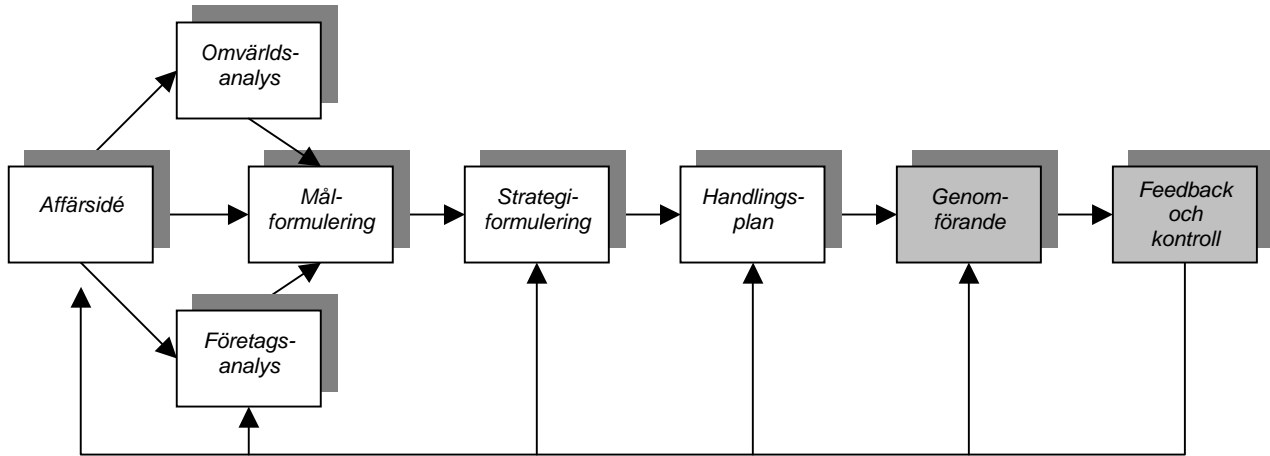 Omvärlds-
analys
Affärsidé
Mål-
formulering
Strategi-
formulering
Handlings-
plan
Genom-
förande
Feedback
och
kontroll
Företags-
analys